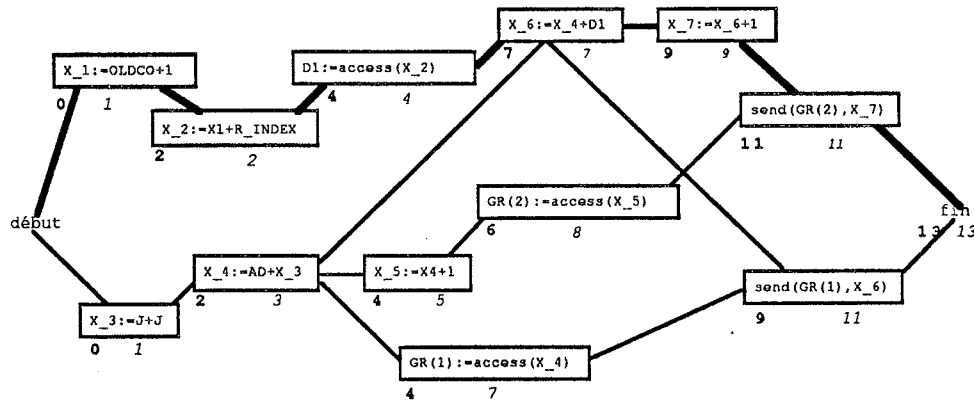 X_6:=X_4+D1
X_7:=X_6+1
7
7
9
9
X_1:=OLDCO+1
0
1
D1:=access(X_2)
4
4
X_2:=X1+R_INDEX
2
2
send(GR(2),X_7)
11
11
GR(2):=access(X_5)
6
8
début
fin
13
13
X_4:=AD+X_3
2
3
X_5:=X4+1
4
5
send(GR(1),X_6)
9
11
X_3:=J+J
0
1
GR(1):=access(X_4)
4
7